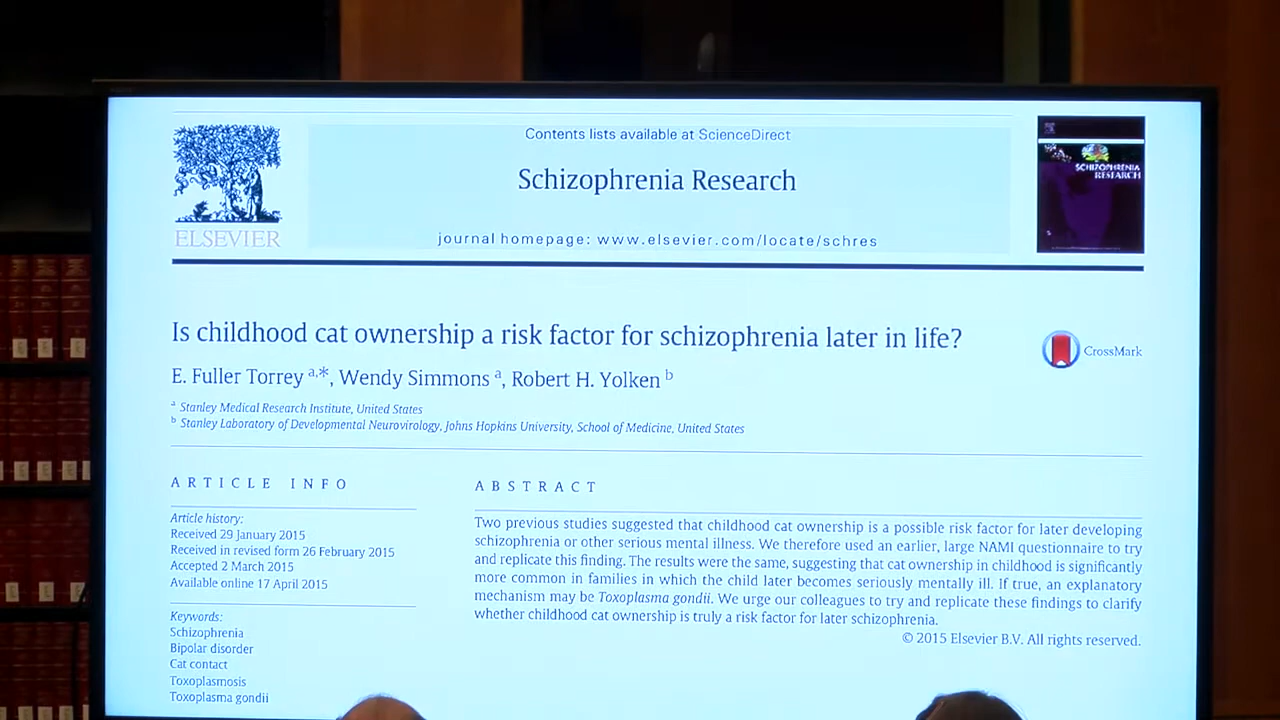 Contents lists available at ScienceDirect
Schizophrenia Research
journal homepage: www.elsevier.com/locate/schres
ELSEVIER
SCHIZOPHRENIA
RESEARCH
Is childhood cat ownership a risk factor for schizophrenia later in life?
CrossMark
E. Fuller Torrey a,*, Wendy Simmons a, Robert H. Yolken b
a Stanley Medical Research Institute, United States
b Stanley Laboratory of Developmental Neurovirology, Johns Hopkins University, School of Medicine, United States
ARTICLE INFO
Article history:
Received 29 January 2015
Received in revised form 26 February 2015
Accepted 2 March 2015
Available online 17 April 2015
Keywords:
Schizophrenia
Bipolar disorder
Cat contact
Toxoplasmosis
Toxoplasma gondii
ABSTRACT
Two previous studies suggested that childhood cat ownership is a possible risk factor for later developing
schizophrenia or other serious mental illness. We therefore used an earlier, large NAMI questionnaire to try
and replicate this finding. The results were the same, suggesting that cat ownership in childhood is significantly
more common in families in which the child later becomes seriously mentally ill. If true, an explanatory
mechanism may be Toxoplasma gondii. We urge our colleagues to try and replicate these findings to clarify
whether childhood cat ownership is truly a risk factor for later schizophrenia.
© 2015 Elsevier B.V. All rights reserved.